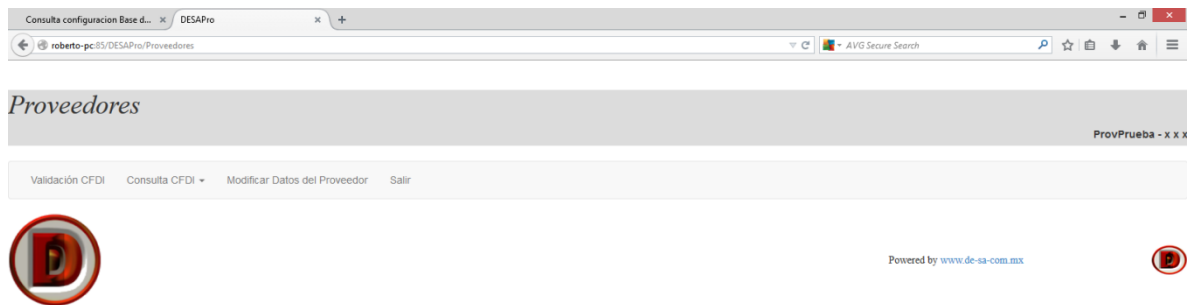 Consulta configuracion Base d... × DESAPro × +
roberto-pc:85/DESAPro/Proveedores AVG Secure Search
Proveedores
ProvPrueba - x x x
Validación CFDI Consulta CFDI Modificar Datos del Proveedor Salir
D Powered by www.de-sa-com.mx D